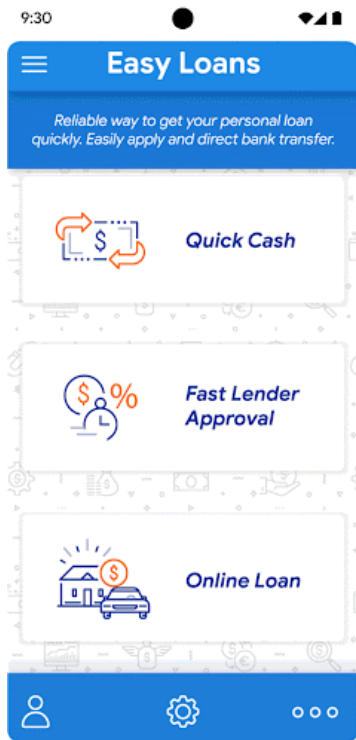 9:30
Easy Loans
Reliable way to get your personal loan
quickly. Easily apply and direct bank transfer.
$
Quick Cash
$ %
Fast Lender
Approval
$
Online Loan